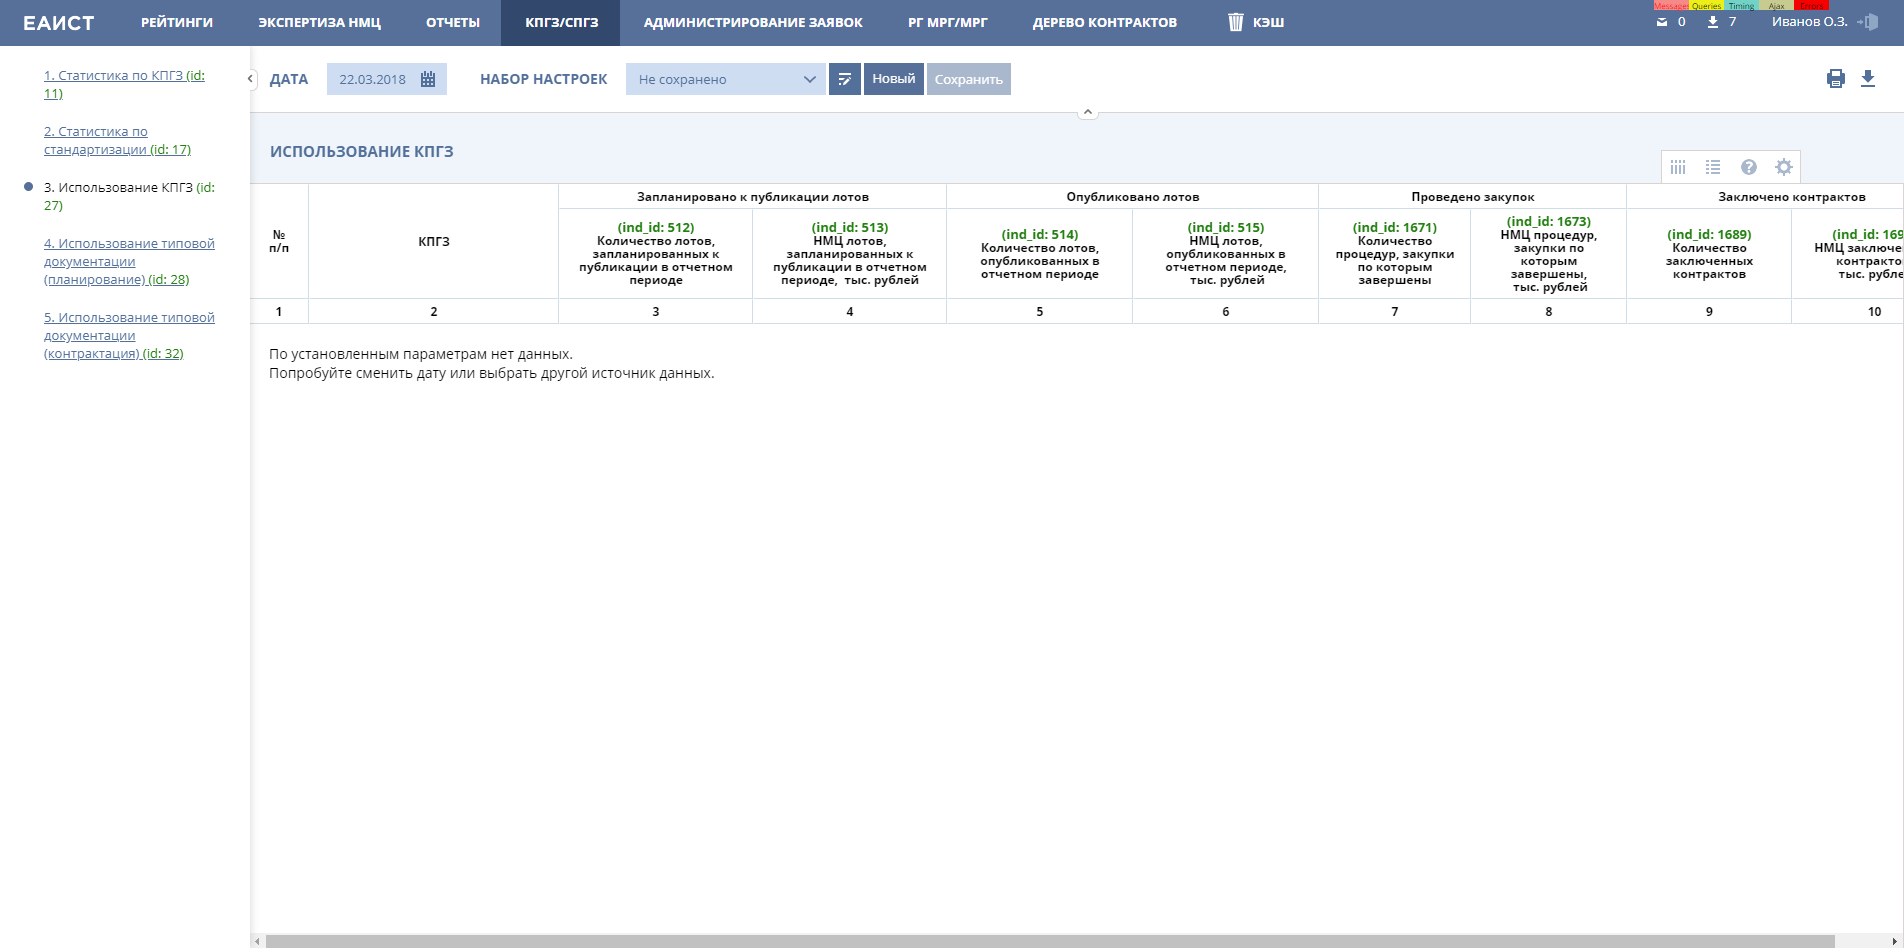 ЕАИСТ
РЕЙТИНГИ
ЭКСПЕРТИЗА НМЦ
ОТЧЕТЫ
КПГЗ/СПГЗ
АДМИНИСТРИРОВАНИЕ ЗАЯВОК
РГ МРГ/МРГ
ДЕРЕВО КОНТРАКТОВ
КЭШ
Messages Queries Timing Ajax Errors
0 7 Иванов О.З.
1. Статистика по КПГЗ (id:
11)
2. Статистика по
стандартизации (id: 17)
3. Использование КПГЗ (id:
27)
4. Использование типовой
документации
(планирование) (id: 28)
5. Использование типовой
документации
(контрактация) (id: 32)
ДАТА 22.03.2018 НАБОР НАСТРОЕК Не сохранено Новый Сохранить
ИСПОЛЬЗОВАНИЕ КПГЗ
№
п/п
КПГЗ
Запланировано к публикации лотов
(ind_id: 512)
Количество лотов,
запланированных к
публикации в отчетном
периоде
(ind_id: 513)
НМЦ лотов,
запланированных к
публикации в отчетном
периоде, тыс. рублей
Опубликовано лотов
(ind_id: 514)
Количество лотов,
опубликованных в
отчетном периоде
(ind_id: 515)
НМЦ лотов,
опубликованных в
отчетном периоде,
тыс. рублей
Проведено закупок
(ind_id: 1671)
Количество
процедур, закупки
по которым
завершены
(ind_id: 1673)
НМЦ процедур,
закупки по
которым
завершены,
тыс. рублей
Заключено контрактов
(ind_id: 1689)
Количество
заключенных
контрактов
(ind_id: 169
НМЦ заключе
контракто
тыс. рубле
1 2 3 4 5 6 7 8 9 10
По установленным параметрам нет данных.
Попробуйте сменить дату или выбрать другой источник данных.